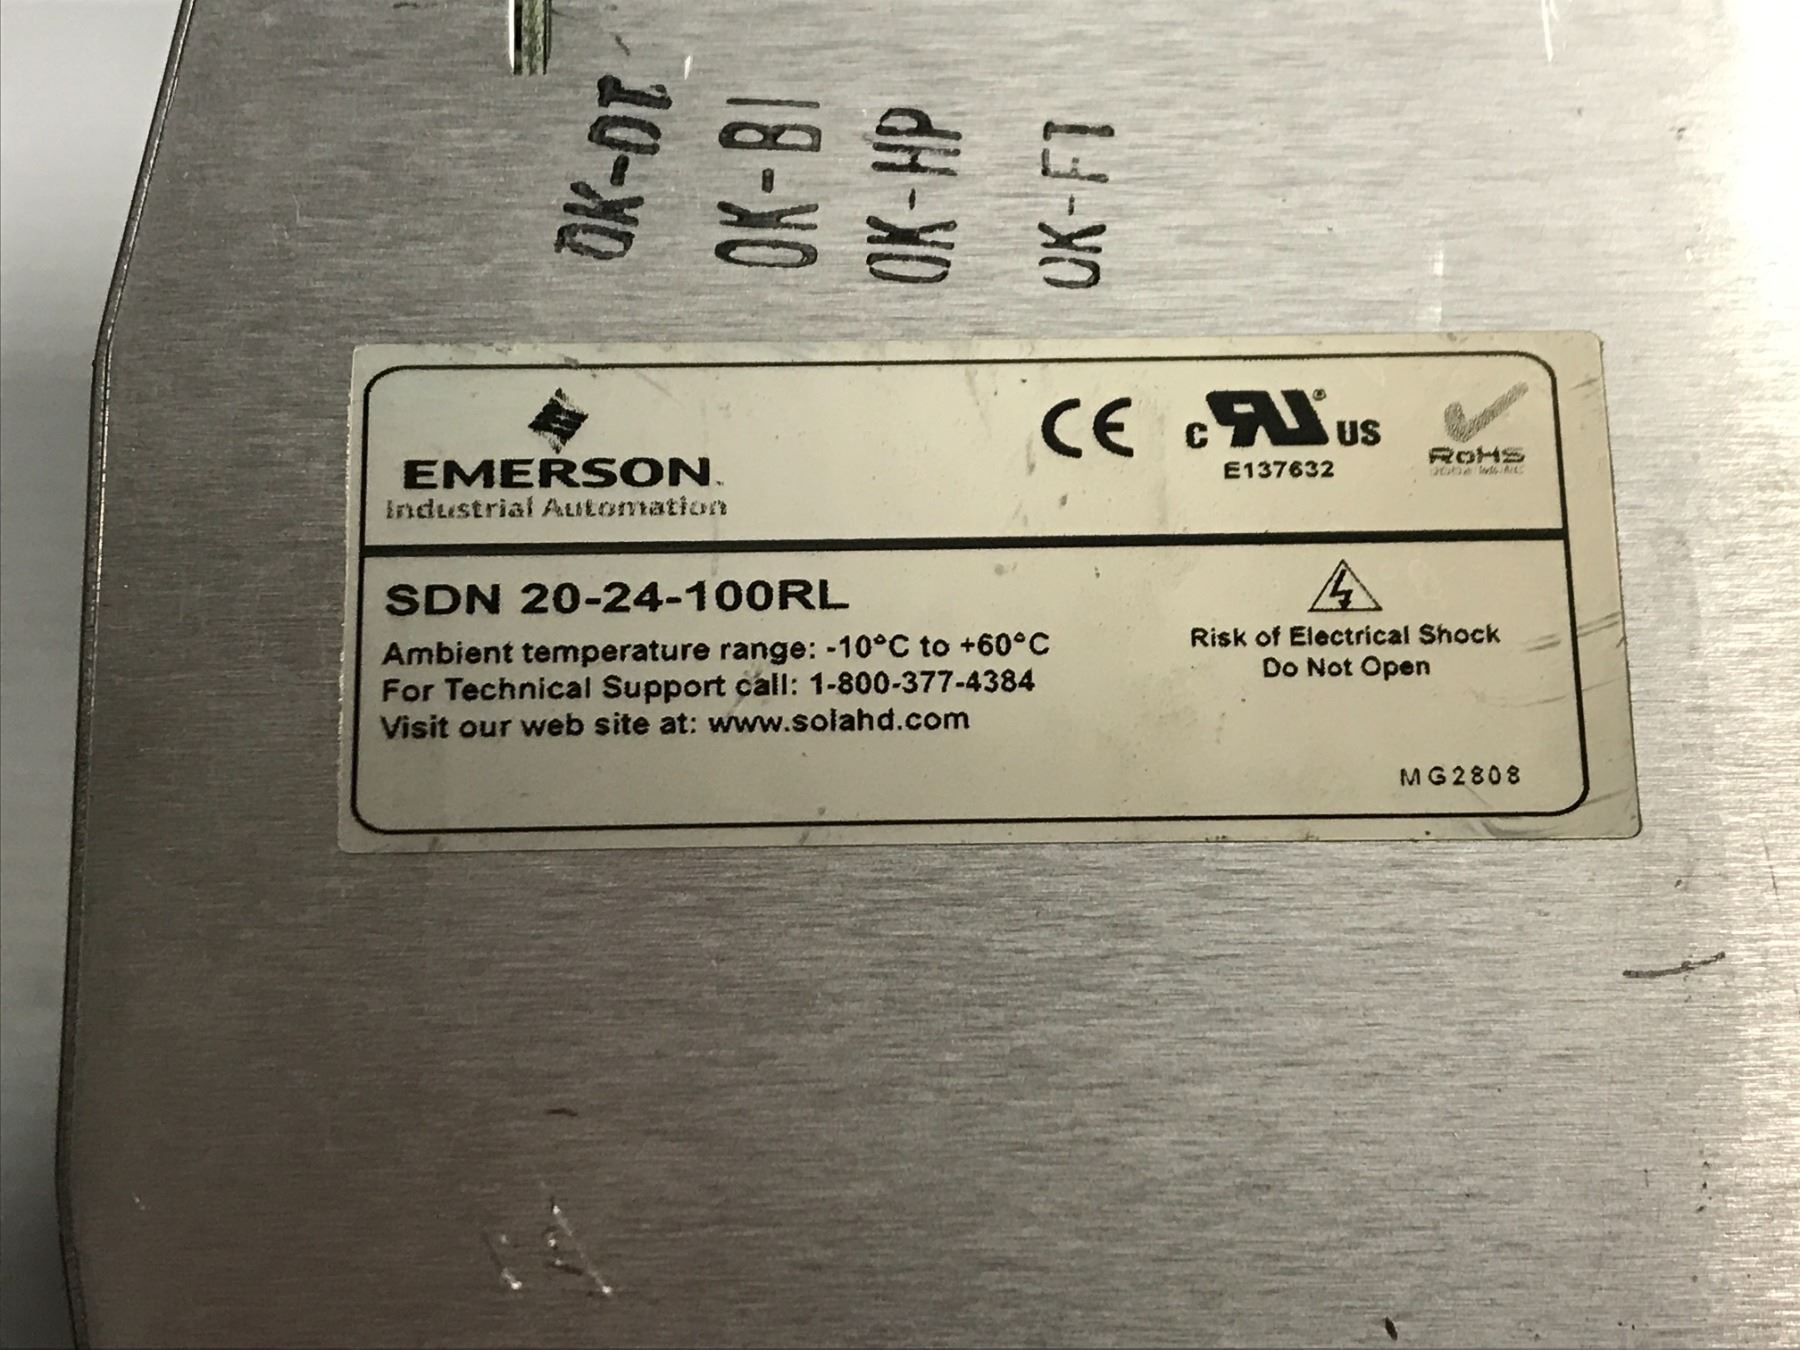 OK-DT
OK-BI
OK-HP
OK-FT
EMERSON™
Industrial Automation
CE
c RU® US
E137632
RoHS
SDN 20-24-100RL
Ambient temperature range: -10°C to +60°C
For Technical Support call: 1-800-377-4384
Visit our web site at: www.solahd.com
Risk of Electrical Shock
Do Not Open
MG2808